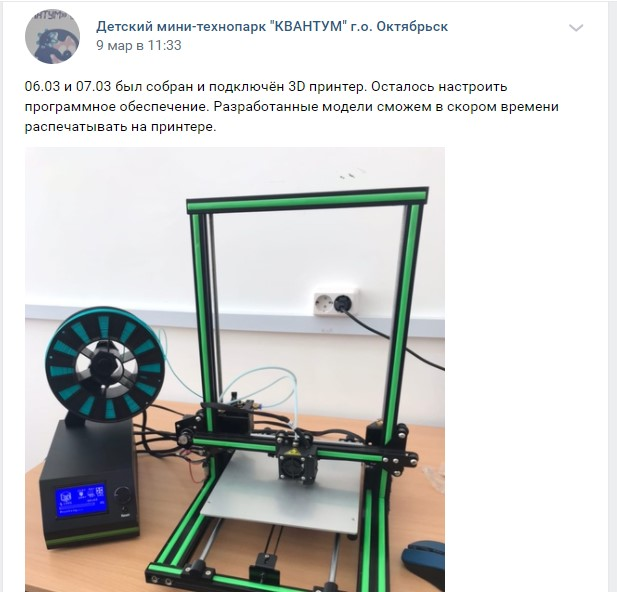 Детский мини-технопарк "КВАНТУМ" г.о. Октябрьск
9 мар в 11:33
06.03 и 07.03 был собран и подключён 3D принтер. Осталось настроить
программное обеспечение. Разработанные модели сможем в скором времени
распечатывать на принтере.